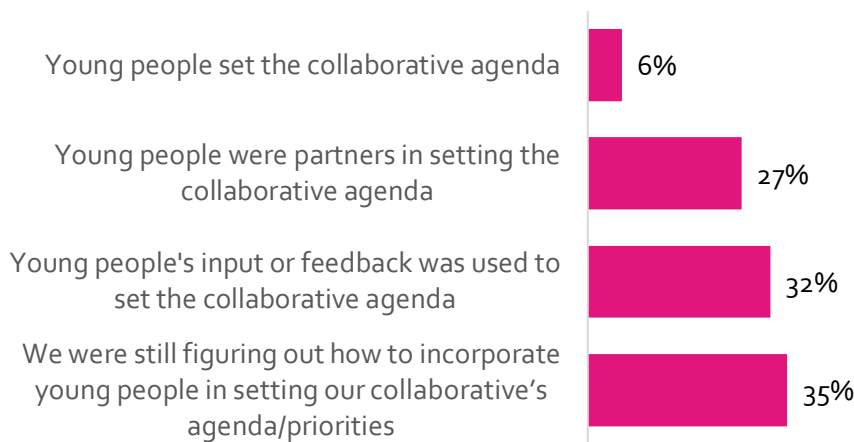 Young people set the collaborative agenda
6%
Young people were partners in setting the
collaborative agenda
27%
Young people's input or feedback was used to
set the collaborative agenda
32%
We were still figuring out how to incorporate
young people in setting our collaborative’s
agenda/priorities
35%